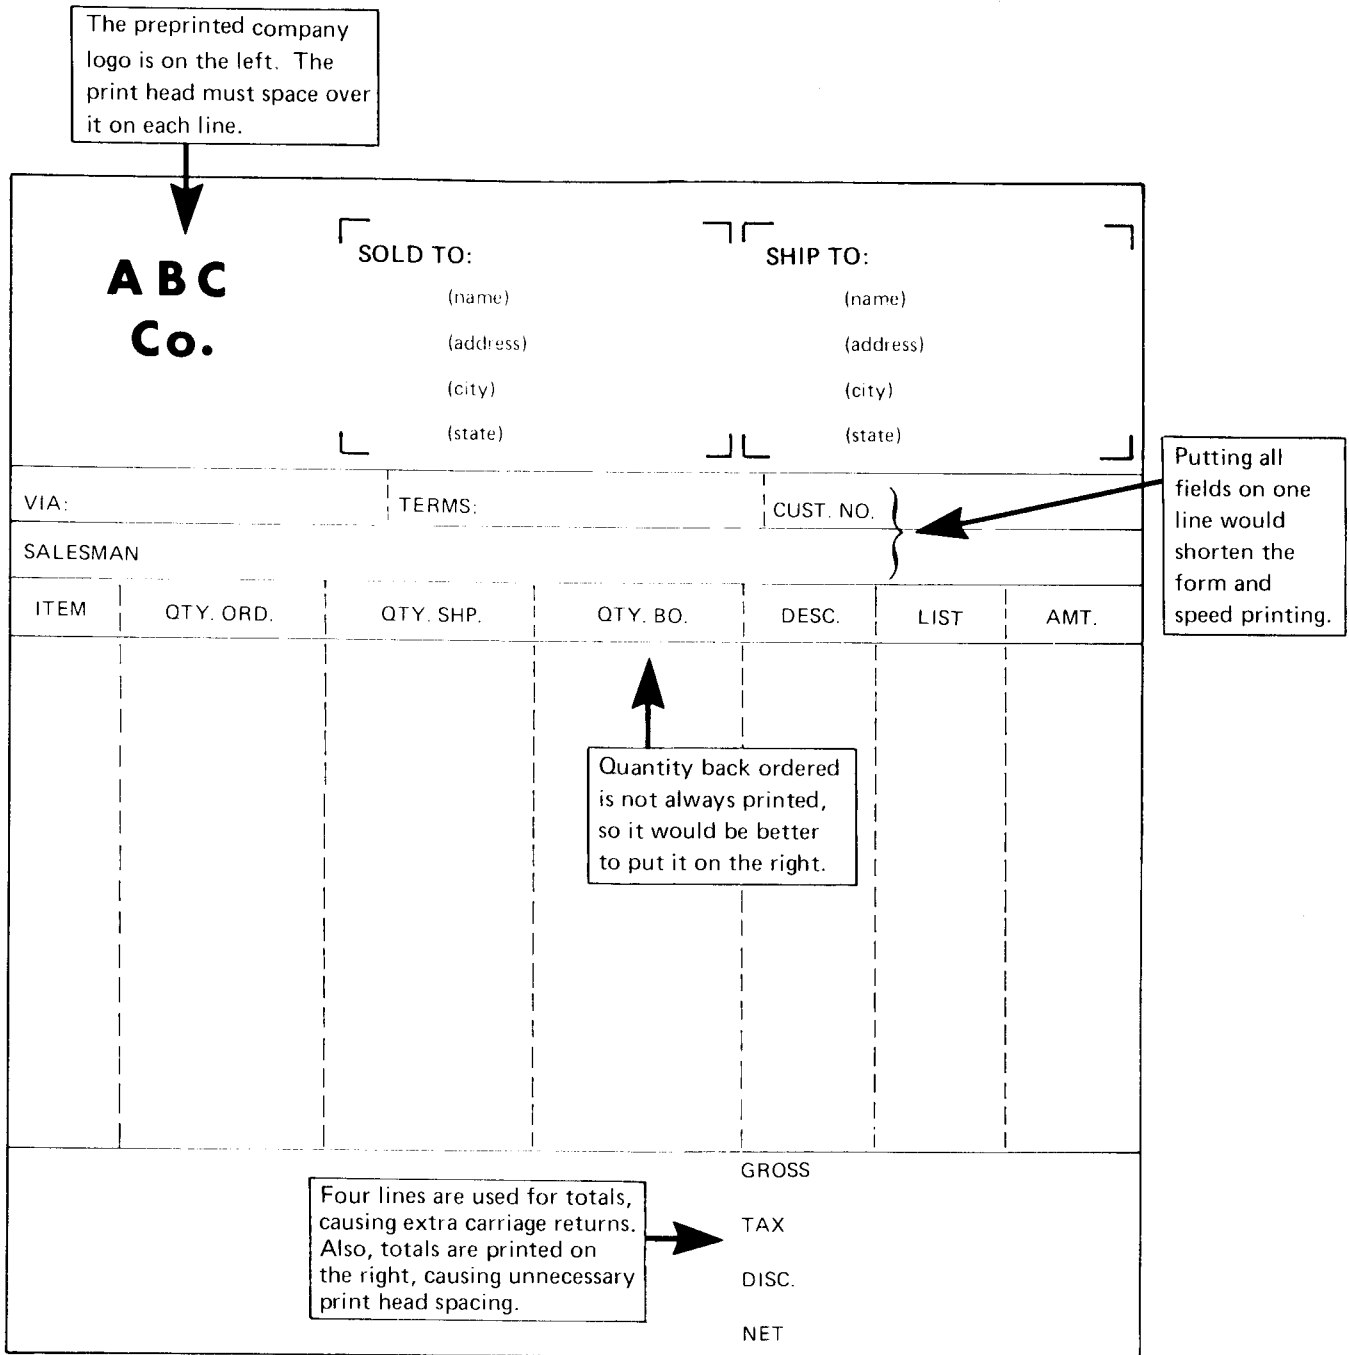 The preprinted company
logo is on the left. The
print head must space over
it on each line.
ABC
Co.
SOLD TO:
(name)
(address)
(city)
(state)
SHIP TO:
(name)
(address)
(city)
(state)
Putting all
fields on one
line would
shorten the
form and
speed printing.
VIA: TERMS: CUST. NO.
SALESMAN
ITEM QTY. ORD. QTY. SHP. QTY. BO. DESC. LIST AMT.
Quantity back ordered
is not always printed,
so it would be better
to put it on the right.
Four lines are used for totals,
causing extra carriage returns.
Also, totals are printed on
the right, causing unnecessary
print head spacing.
GROSS
TAX
DISC.
NET